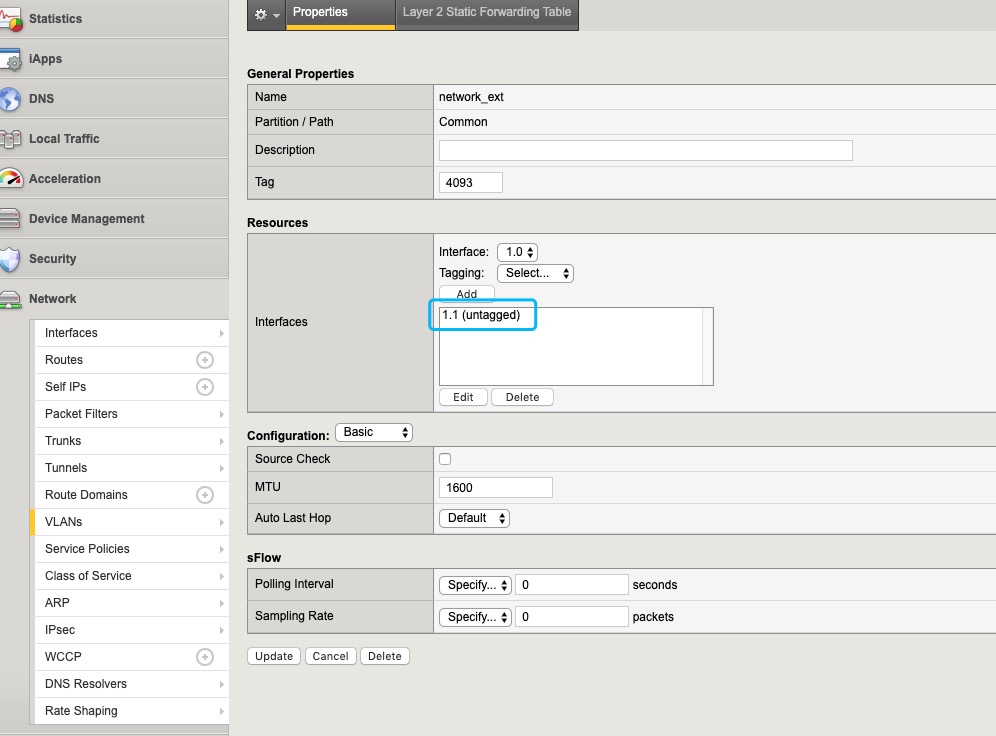 Statistics
iApps
DNS
Local Traffic
Acceleration
Device Management
Security
Network
Interfaces
Routes
Self IPs
Packet Filters
Trunks
Tunnels
Route Domains
VLANs
Service Policies
Class of Service
ARP
IPsec
WCCP
DNS Resolvers
Rate Shaping
Properties
Layer 2 Static Forwarding Table
General Properties
Name network_ext
Partition / Path Common
Description
Tag 4093
Resources
Interfaces
Interface: 1.0
Tagging: Select...
Add
1.1 (untagged)
Edit Delete
Configuration: Basic
Source Check
MTU 1600
Auto Last Hop Default
sFlow
Polling Interval Specify... 0 seconds
Sampling Rate Specify... 0 packets
Update Cancel Delete